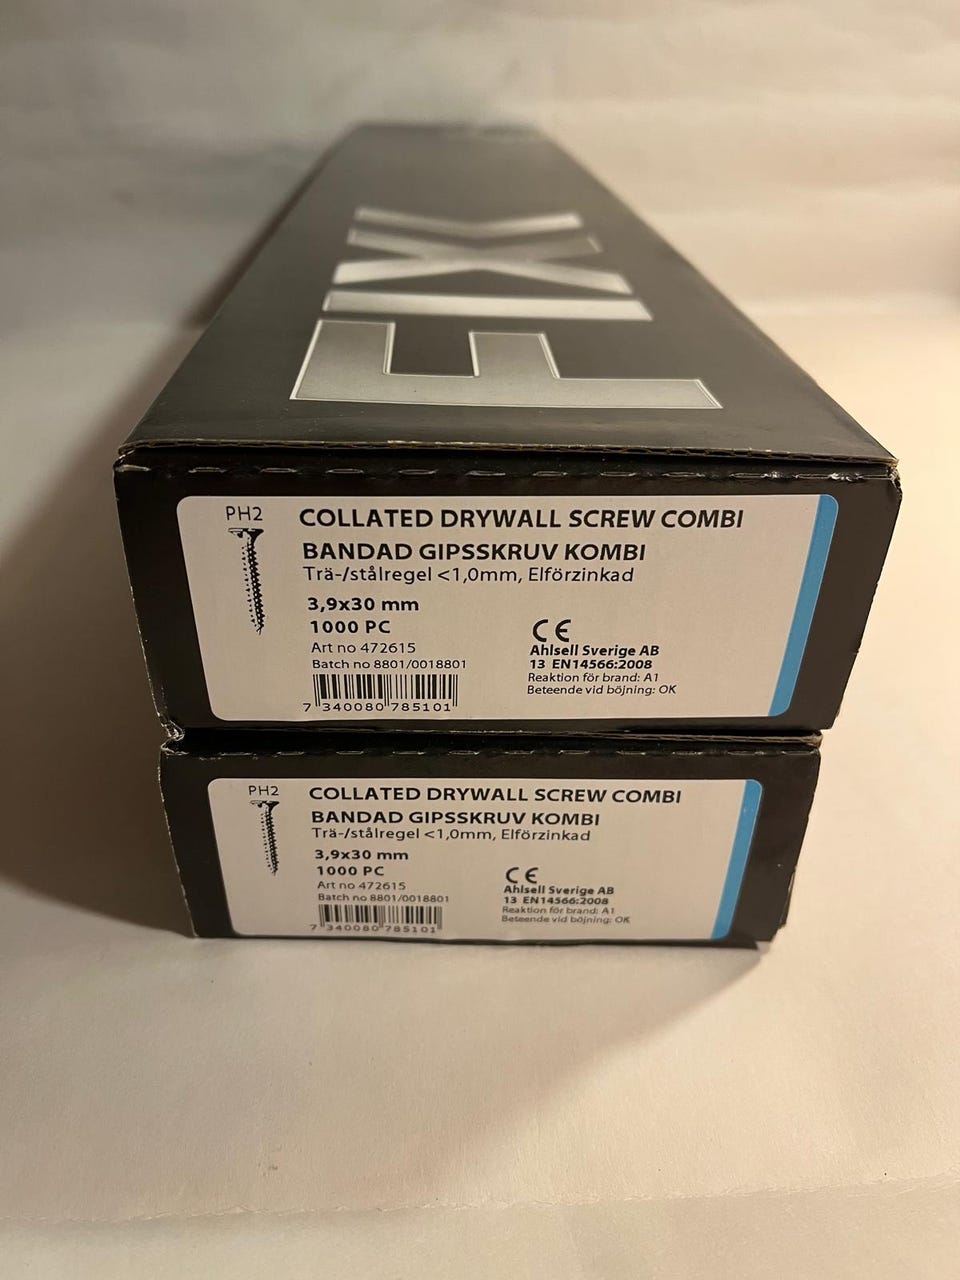 FIX
PH2
COLLATED DRYWALL SCREW COMBI
BANDAD GIPSSKRUV KOMBI
Trä-/stålregel <1,0mm, Elförzinkad
3,9x30 mm
1000 PC
Art no 472615
Batch no 8801/0018801
7 340080 785101
CE
Ahlsell Sverige AB
13 EN14566:2008
Reaktion för brand: A1
Beteende vid böjning: OK
PH2
COLLATED DRYWALL SCREW COMBI
BANDAD GIPSSKRUV KOMBI
Trä-/stålregel <1,0mm, Elförzinkad
3,9x30 mm
1000 PC
Art no 472615
Batch no 8801/0018801
7 340080 785101
CE
Ahlsell Sverige AB
13 EN14566:2008
Reaktion för brand: A1
Beteende vid böjning: OK